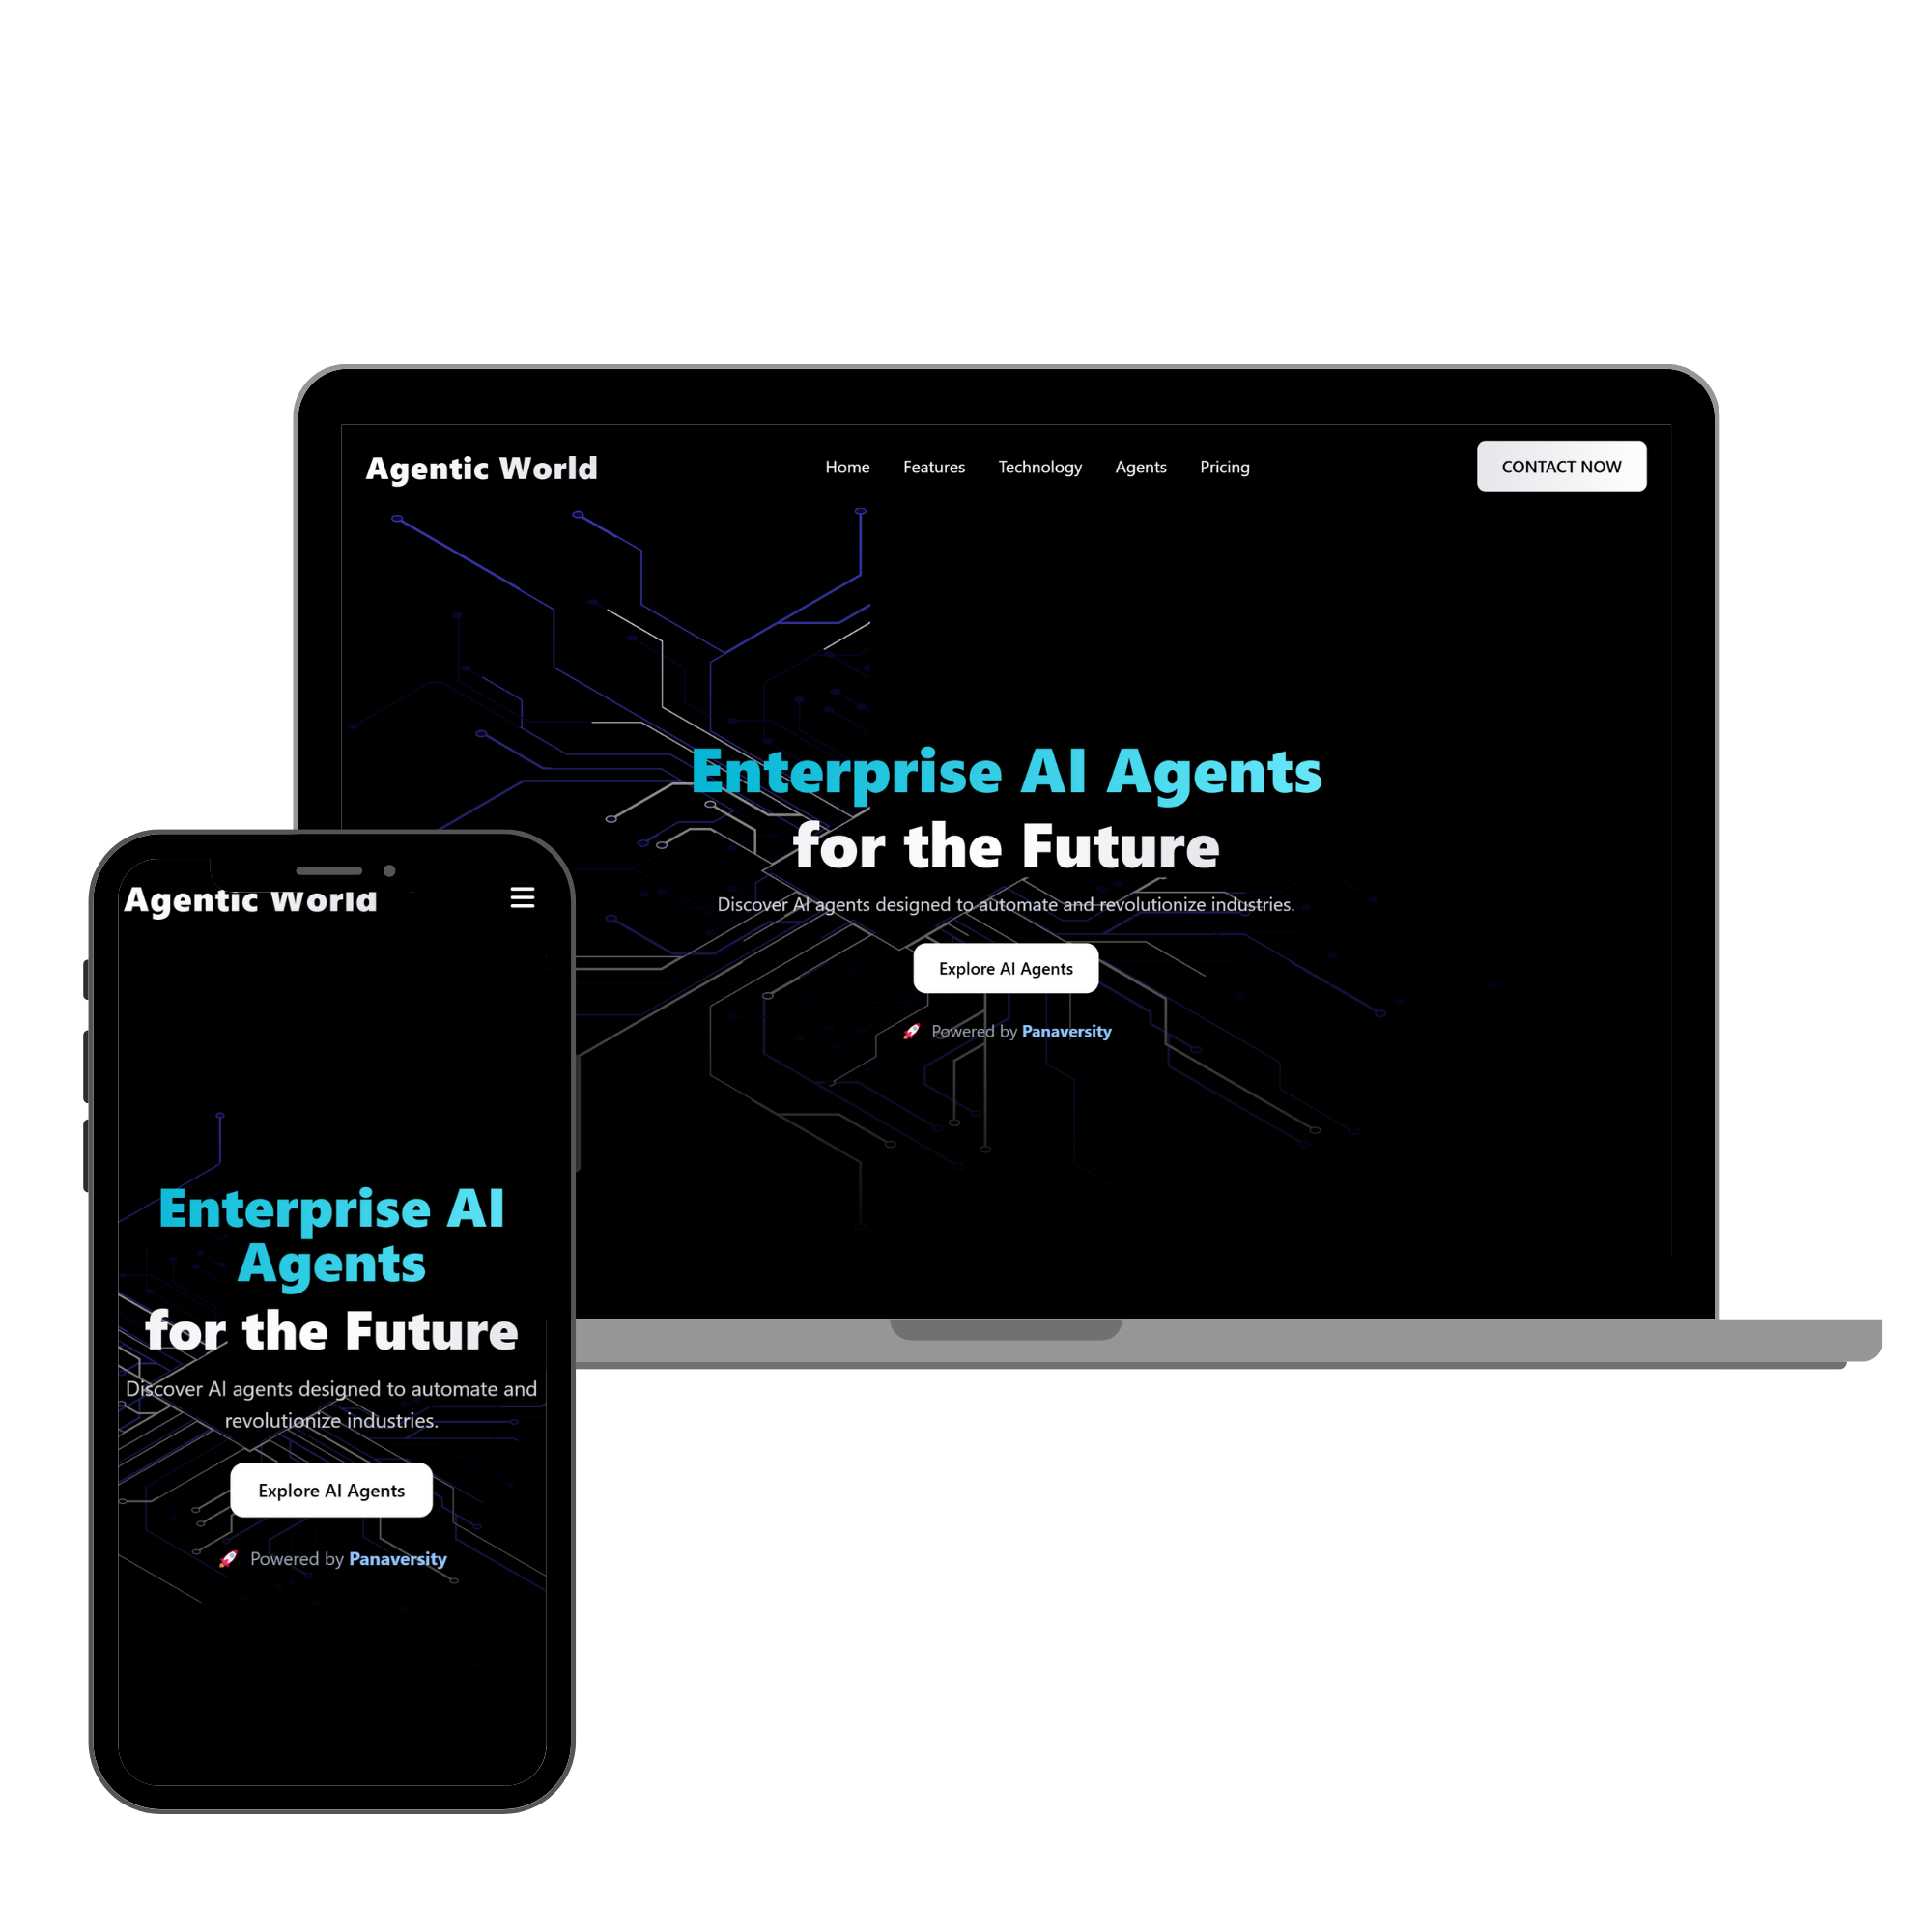 Agentic World
Home Features Technology Agents Pricing
CONTACT NOW
Enterprise AI Agents
for the Future
Discover AI agents designed to automate and revolutionize industries.
Explore AI Agents
🚀 Powered by Panaversity
Agentic World
Enterprise AI
Agents
for the Future
Discover AI agents designed to automate and
revolutionize industries.
Explore AI Agents
🚀 Powered by Panaversity